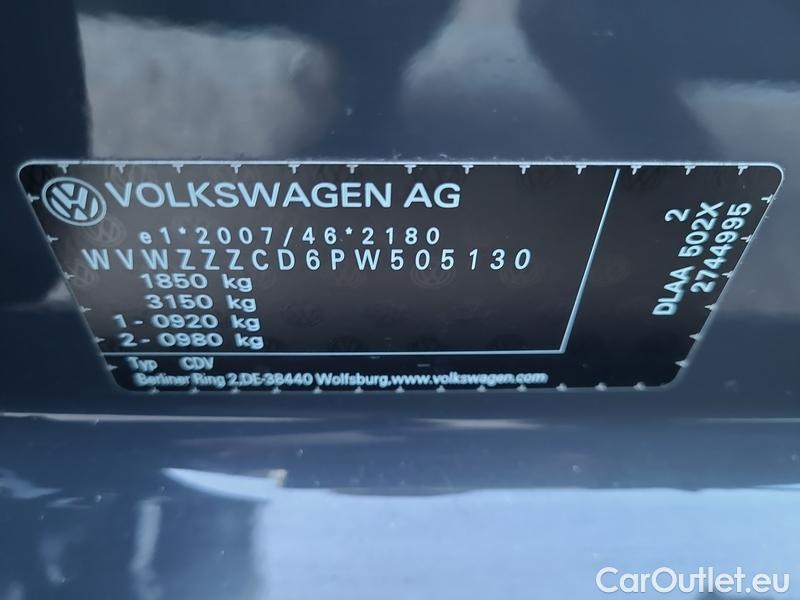 VOLKSWAGEN AG
e1*2007/46*2180
WVWZZZCD6PW505130
1850 kg
3150 kg
1- 0920 kg
2- 0980 kg
Typ CDV
Berliner Ring 2,DE-38440 Wolfsburg,www.volkswagen.com
2
DLAA 502X
2744995
CarOutlet.eu